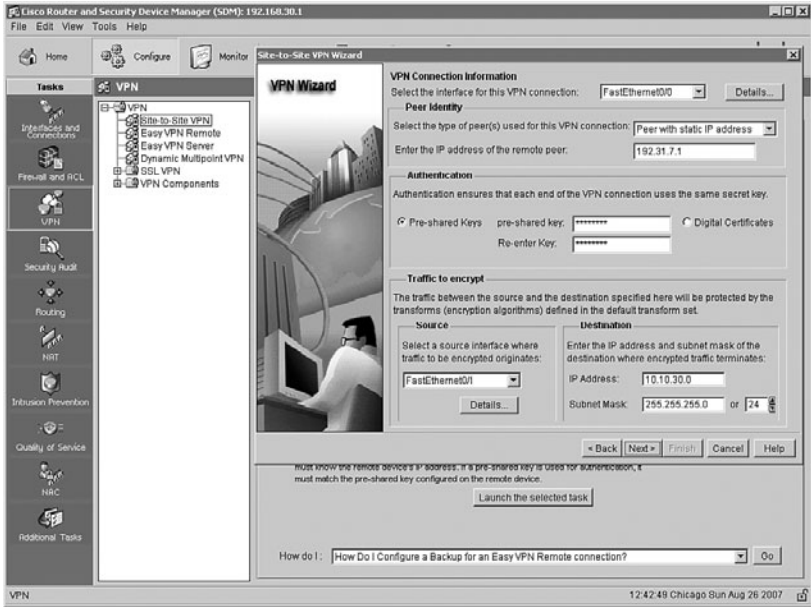 Cisco Router and Security Device Manager (SDM): 192.168.30.1
File Edit View Tools Help
Home
Configure
Monitor
Tasks
Interfaces and
Connections
Firewall and ACL
VPN
Security Audit
Routing
NAT
Intrusion Prevention
Quality of Service
NAC
Additional Tasks
VPN
VPN
Site-to-Site VPN
Easy VPN Remote
Easy VPN Server
Dynamic Multipoint VPN
SSL VPN
VPN Components
Site-to-Site VPN Wizard
VPN Wizard
VPN Connection Information
Select the interface for this VPN connection: FastEthernet0/0 Details...
Peer Identity
Select the type of peer(s) used for this VPN connection: Peer with static IP address
Enter the IP address of the remote peer: 192.31.7.1
Authentication
Authentication ensures that each end of the VPN connection uses the same secret key.
Pre-shared Keys pre-shared key: ******** Digital Certificates
Re-enter Key: ********
Traffic to encrypt
The traffic between the source and the destination specified here will be protected by the
transforms (encryption algorithms) defined in the default transform set.
Source
Select a source interface where
traffic to be encrypted originates:
FastEthernet0/1
Details...
Destination
Enter the IP address and subnet mask of the
destination where encrypted traffic terminates:
IP Address: 10.10.30.0
Subnet Mask: 255.255.255.0 or 24
< Back Next > Finish Cancel Help
must know the remote device's IP address. If a pre-shared key is used for authentication, it
must match the pre-shared key configured on the remote device.
Launch the selected task
How do I: How Do I Configure a Backup for an Easy VPN Remote connection? Go
VPN 12:42:49 Chicago Sun Aug 26 2007